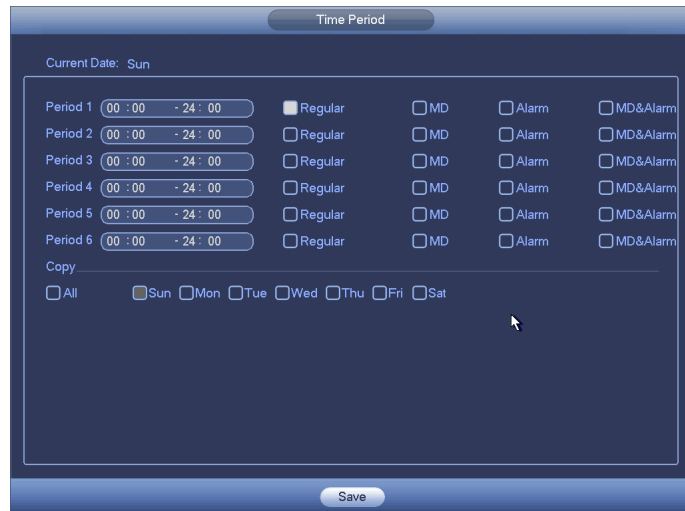 Time Period
Current Date: Sun
Period 1 00 : 00 - 24 : 00 Regular MD Alarm MD&Alarm
Period 2 00 : 00 - 24 : 00 Regular MD Alarm MD&Alarm
Period 3 00 : 00 - 24 : 00 Regular MD Alarm MD&Alarm
Period 4 00 : 00 - 24 : 00 Regular MD Alarm MD&Alarm
Period 5 00 : 00 - 24 : 00 Regular MD Alarm MD&Alarm
Period 6 00 : 00 - 24 : 00 Regular MD Alarm MD&Alarm
Copy
All Sun Mon Tue Wed Thu Fri Sat
Save